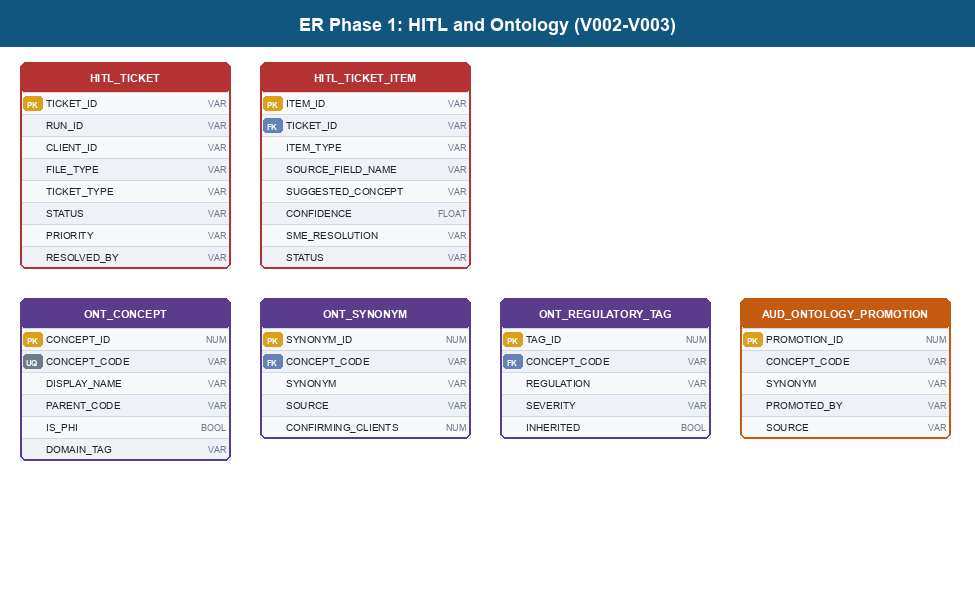 ER Phase 1: HITL and Ontology (V002-V003)
HITL_TICKET
PK TICKET_ID VAR
RUN_ID VAR
CLIENT_ID VAR
FILE_TYPE VAR
TICKET_TYPE VAR
STATUS VAR
PRIORITY VAR
RESOLVED_BY VAR
HITL_TICKET_ITEM
PK ITEM_ID VAR
FK TICKET_ID VAR
ITEM_TYPE VAR
SOURCE_FIELD_NAME VAR
SUGGESTED_CONCEPT VAR
CONFIDENCE FLOAT
SME_RESOLUTION VAR
STATUS VAR
ONT_CONCEPT
PK CONCEPT_ID NUM
UQ CONCEPT_CODE VAR
DISPLAY_NAME VAR
PARENT_CODE VAR
IS_PHI BOOL
DOMAIN_TAG VAR
ONT_SYNONYM
PK SYNONYM_ID NUM
FK CONCEPT_CODE VAR
SYNONYM VAR
SOURCE VAR
CONFIRMING_CLIENTS NUM
ONT_REGULATORY_TAG
PK TAG_ID NUM
FK CONCEPT_CODE VAR
REGULATION VAR
SEVERITY VAR
INHERITED BOOL
AUD_ONTOLOGY_PROMOTION
PK PROMOTION_ID NUM
CONCEPT_CODE VAR
SYNONYM VAR
PROMOTED_BY VAR
SOURCE VAR